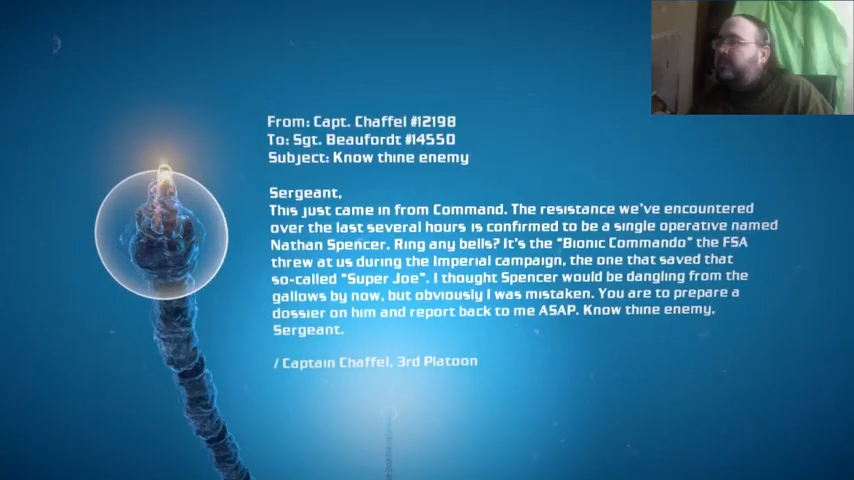 From: Capt. Chaffel #12198
To: Sgt. Beaufordt #14550
Subject: Know thine enemy
Sergeant,
This just came in from Command. The resistance we've encountered
over the last several hours is confirmed to be a single operative named
Nathan Spencer. Ring any bells? It's the "Bionic Commando" the FSA
threw at us during the Imperial campaign, the one that saved that
so-called "Super Joe". I thought Spencer would be dangling from the
gallows by now, but obviously I was mistaken. You are to prepare a
dossier on him and report back to me ASAP. Know thine enemy,
Sergeant.
/ Captain Chaffel, 3rd Platoon